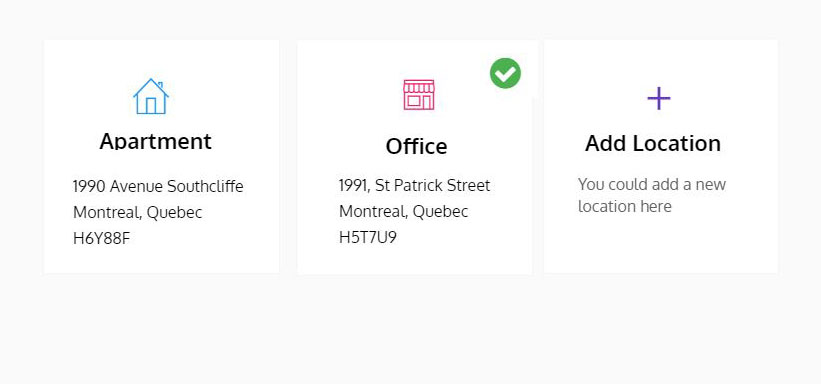 Apartment
1990 Avenue Southcliffe
Montreal, Quebec
H6Y88F
Office
1991, St Patrick Street
Montreal, Quebec
H5T7U9
Add Location
You could add a new
location here